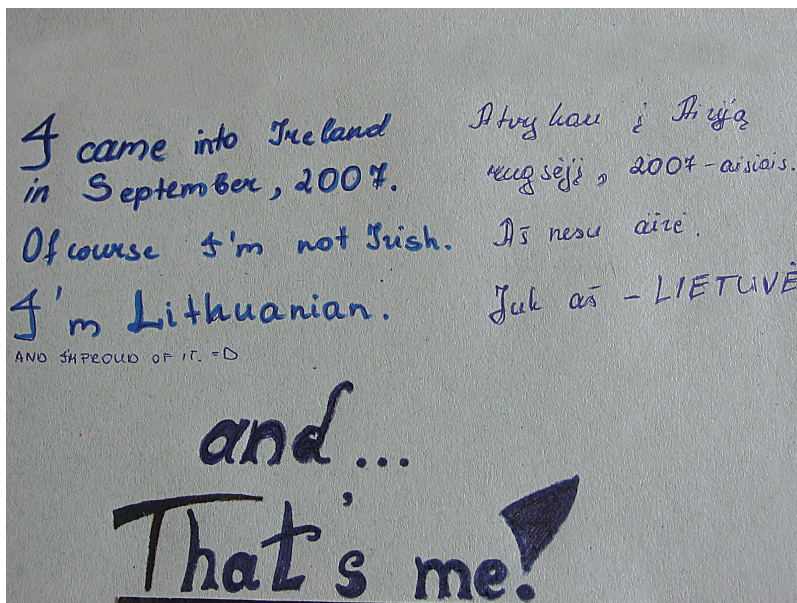 I came into Ireland
in September, 2007.
Of course I'm not Irish.
I'm Lithuanian.
AND I'M PROUD OF IT. =D
Atvykau į Airiją
rugsėjį, 2007-aisiais.
Aš nesu airė.
Juk aš – LIETUVĖ
and...
That's me!